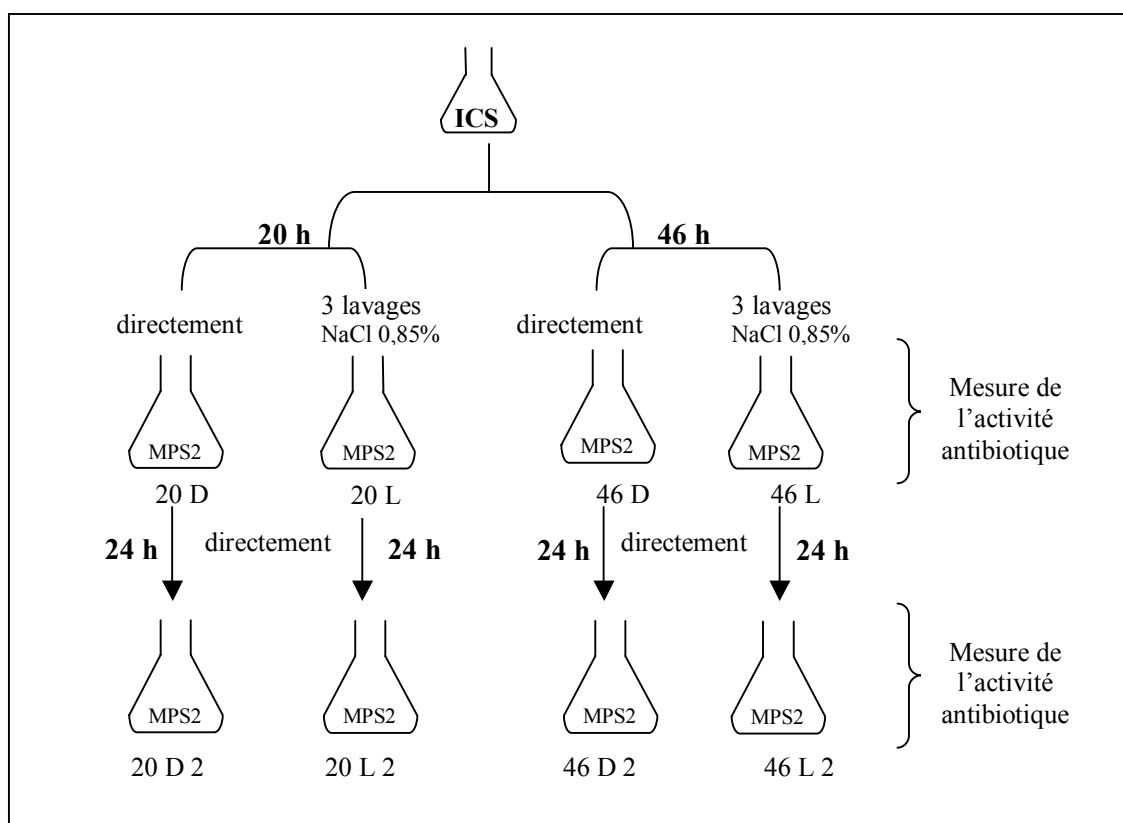 ICS
20 h
46 h
directement
3 lavages
NaCl 0,85%
directement
3 lavages
NaCl 0,85%
MPS2
MPS2
MPS2
MPS2
Mesure de
l’activité
antibiotique
20 D
20 L
46 D
46 L
24 h
directement
24 h
24 h
directement
24 h
MPS2
MPS2
MPS2
MPS2
Mesure de
l’activité
antibiotique
20 D 2
20 L 2
46 D 2
46 L 2